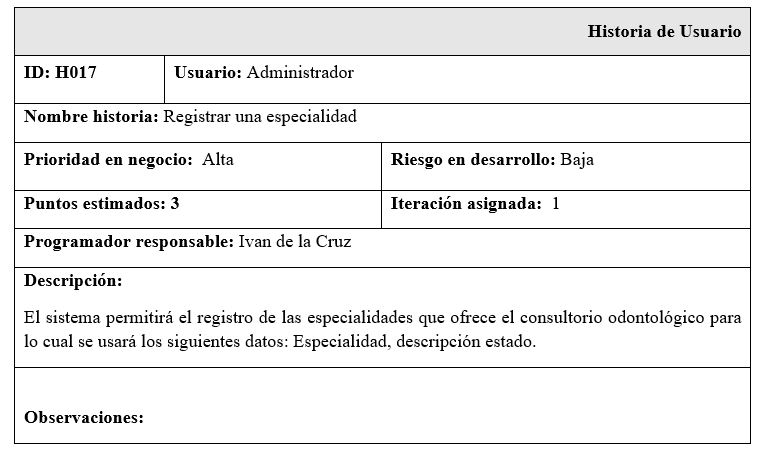 Historia de Usuario
ID: H017 Usuario: Administrador
Nombre historia: Registrar una especialidad
Prioridad en negocio: Alta Riesgo en desarrollo: Baja
Puntos estimados: 3 Iteración asignada: 1
Programador responsable: Ivan de la Cruz
Descripción:
El sistema permitirá el registro de las especialidades que ofrece el consultorio odontológico para
lo cual se usará los siguientes datos: Especialidad, descripción estado.
Observaciones: